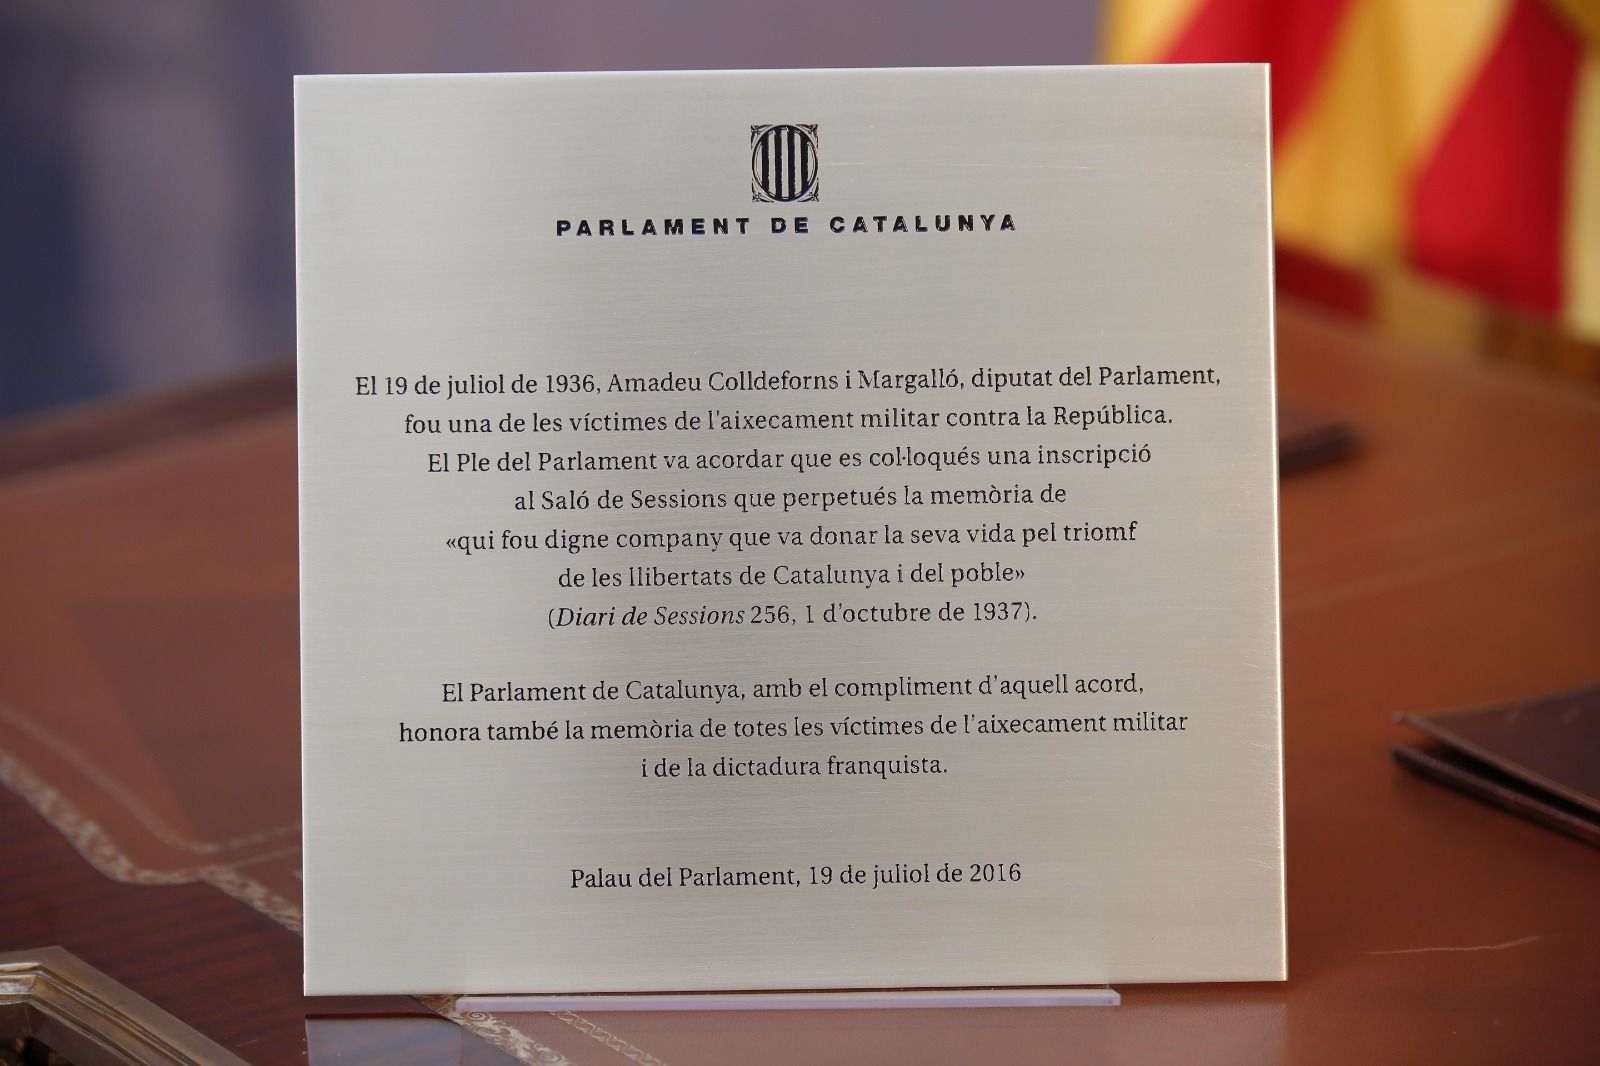 PARLAMENT DE CATALUNYA
El 19 de juliol de 1936, Amadeu Colldeforns i Margalló, diputat del Parlament,
fou una de les víctimes de l'aixecament militar contra la República.
El Ple del Parlament va acordar que es col·loqués una inscripció
al Saló de Sessions que perpetués la memòria de
«qui fou digne company que va donar la seva vida pel triomf
de les llibertats de Catalunya i del poble»
(Diari de Sessions 256, 1 d'octubre de 1937).
El Parlament de Catalunya, amb el compliment d'aquell acord,
honora també la memòria de totes les víctimes de l'aixecament militar
i de la dictadura franquista.
Palau del Parlament, 19 de juliol de 2016